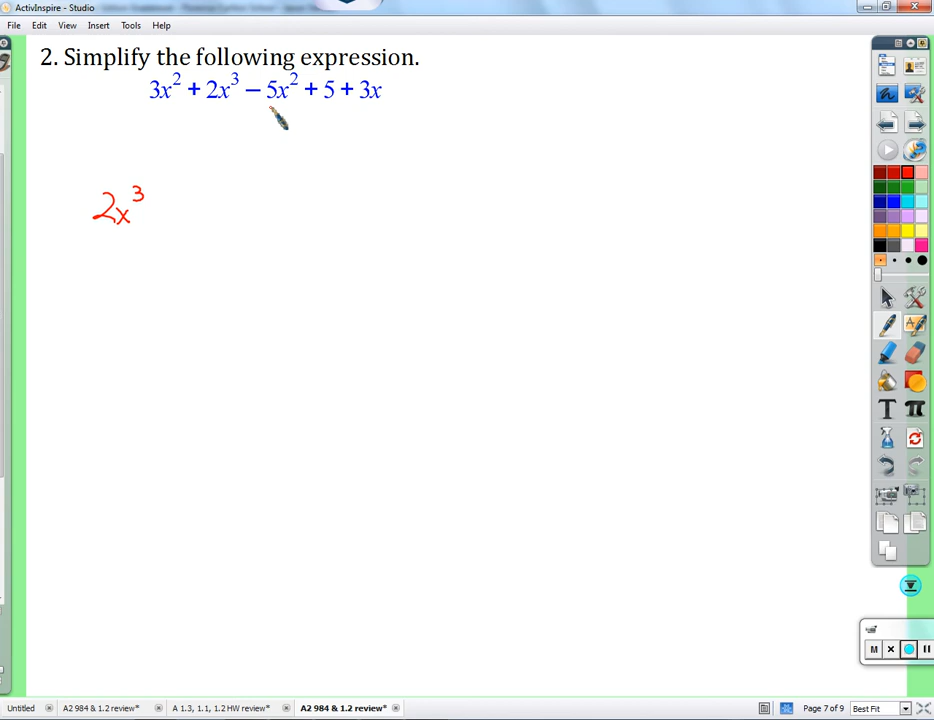 ActivInspire - Studio
File Edit View Insert Tools Help
2. Simplify the following expression.
3x² + 2x³ − 5x² + 5 + 3x
2x³
T π
M
Untitled A2 984 & 1.2 review* A 1.3, 1.1, 1.2 HW review* A2 984 & 1.2 review* Page 7 of 9 Best Fit